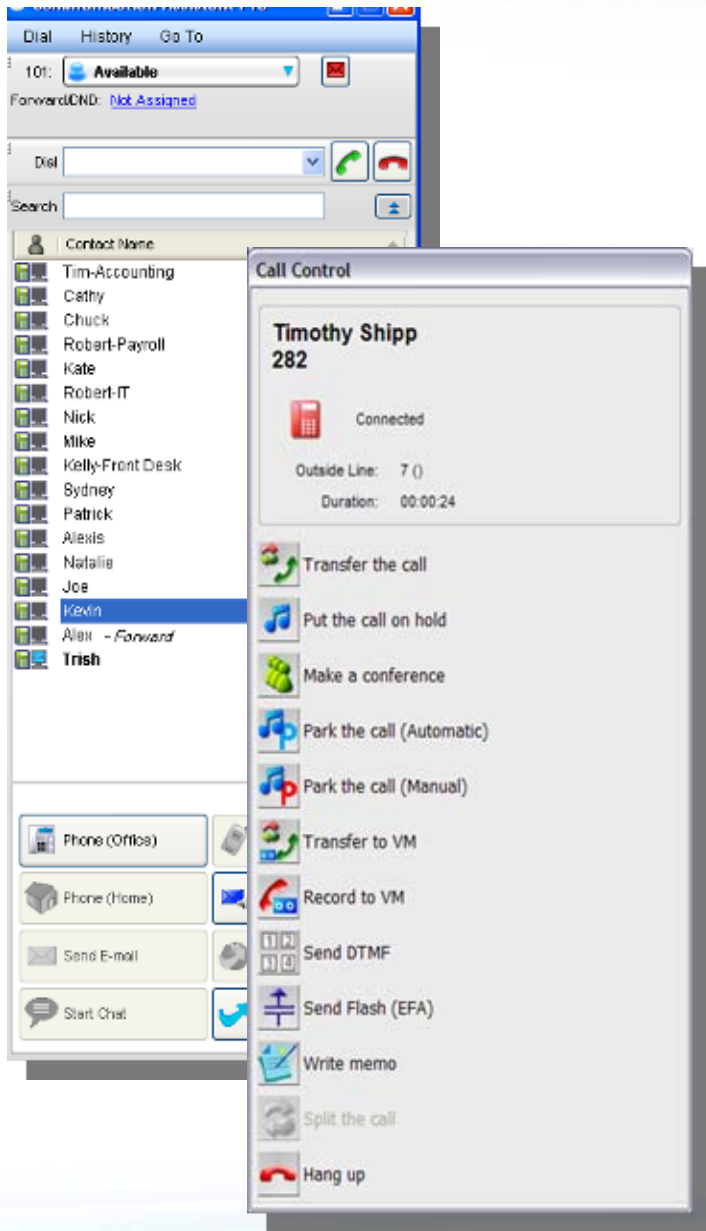 Dial History Go To
101: Available
Forward/DND: Not Assigned
Dial
Search
Contact Name
Tim-Accounting
Cathy
Chuck
Robert-Payroll
Kate
Robert-IT
Nick
Mike
Kelly-Front Desk
Sydney
Patrick
Alexis
Natalie
Joe
Kevin
Alex - Forward
Trish
Phone (Office)
Phone (Home)
Send E-mail
Start Chat
Call Control
Timothy Shipp
282
Connected
Outside Line: 7 ()
Duration: 00:00:24
Transfer the call
Put the call on hold
Make a conference
Park the call (Automatic)
Park the call (Manual)
Transfer to VM
Record to VM
Send DTMF
Send Flash (EFA)
Write memo
Split the call
Hang up